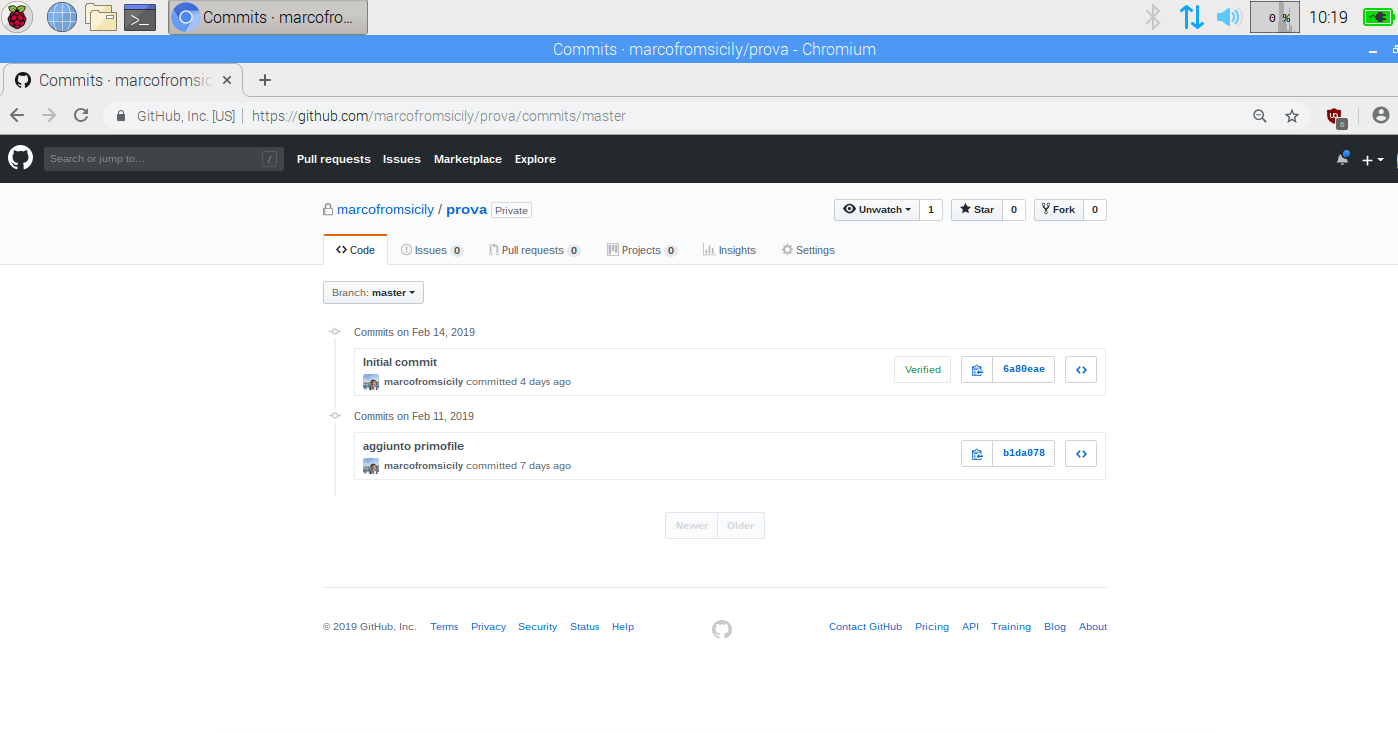 Commits · marcofro...
0 %
10:19
Commits · marcofromsicily/prova - Chromium
Commits · marcofromsic
GitHub, Inc. [US] https://github.com/marcofromsicily/prova/commits/master
6
Search or jump to... /
Pull requests Issues Marketplace Explore
marcofromsicily / prova Private
Unwatch 1 Star 0 Fork 0
Code Issues 0 Pull requests 0 Projects 0 Insights Settings
Branch: master
Commits on Feb 14, 2019
Initial commit
marcofromsicily committed 4 days ago
Verified 6a80eae
Commits on Feb 11, 2019
aggiunto primofile
marcofromsicily committed 7 days ago
b1da078
Newer Older
© 2019 GitHub, Inc. Terms Privacy Security Status Help
Contact GitHub Pricing API Training Blog About